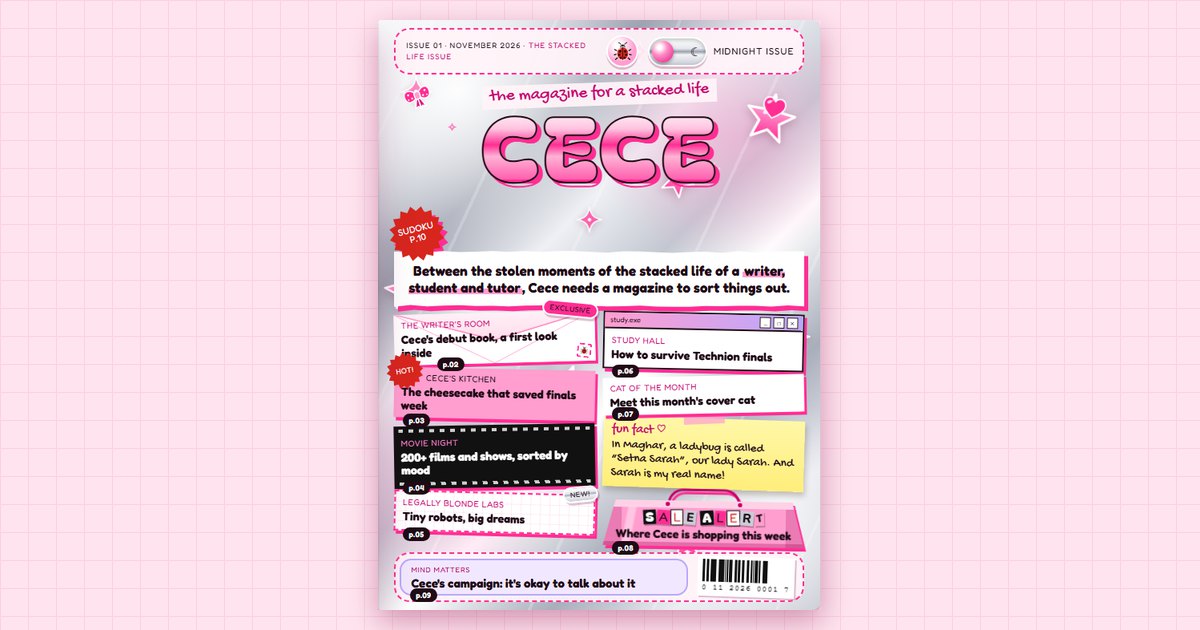 ISSUE 01 · NOVEMBER 2026 · THE STACKED
LIFE ISSUE
MIDNIGHT ISSUE
the magazine for a stacked life
CECE
SUDOKU
P.10
Between the stolen moments of the stacked life of a writer,
student and tutor, Cece needs a magazine to sort things out.
EXCLUSIVE
THE WRITER'S ROOM
Cece's debut book, a first look
inside
p.02
HOT!
CECE'S KITCHEN
The cheesecake that saved finals
week
p.03
MOVIE NIGHT
200+ films and shows, sorted by
mood
p.04
NEW!
LEGALLY BLONDE LABS
Tiny robots, big dreams
p.05
study.exe
STUDY HALL
How to survive Technion finals
p.06
CAT OF THE MONTH
Meet this month's cover cat
p.07
fun fact ♡
In Maghar, a ladybug is called
"Setna Sarah", our lady Sarah. And
Sarah is my real name!
SALE ALERT
Where Cece is shopping this week
p.08
MIND MATTERS
Cece's campaign: it's okay to talk about it
p.09
0 11 2026 0001 7